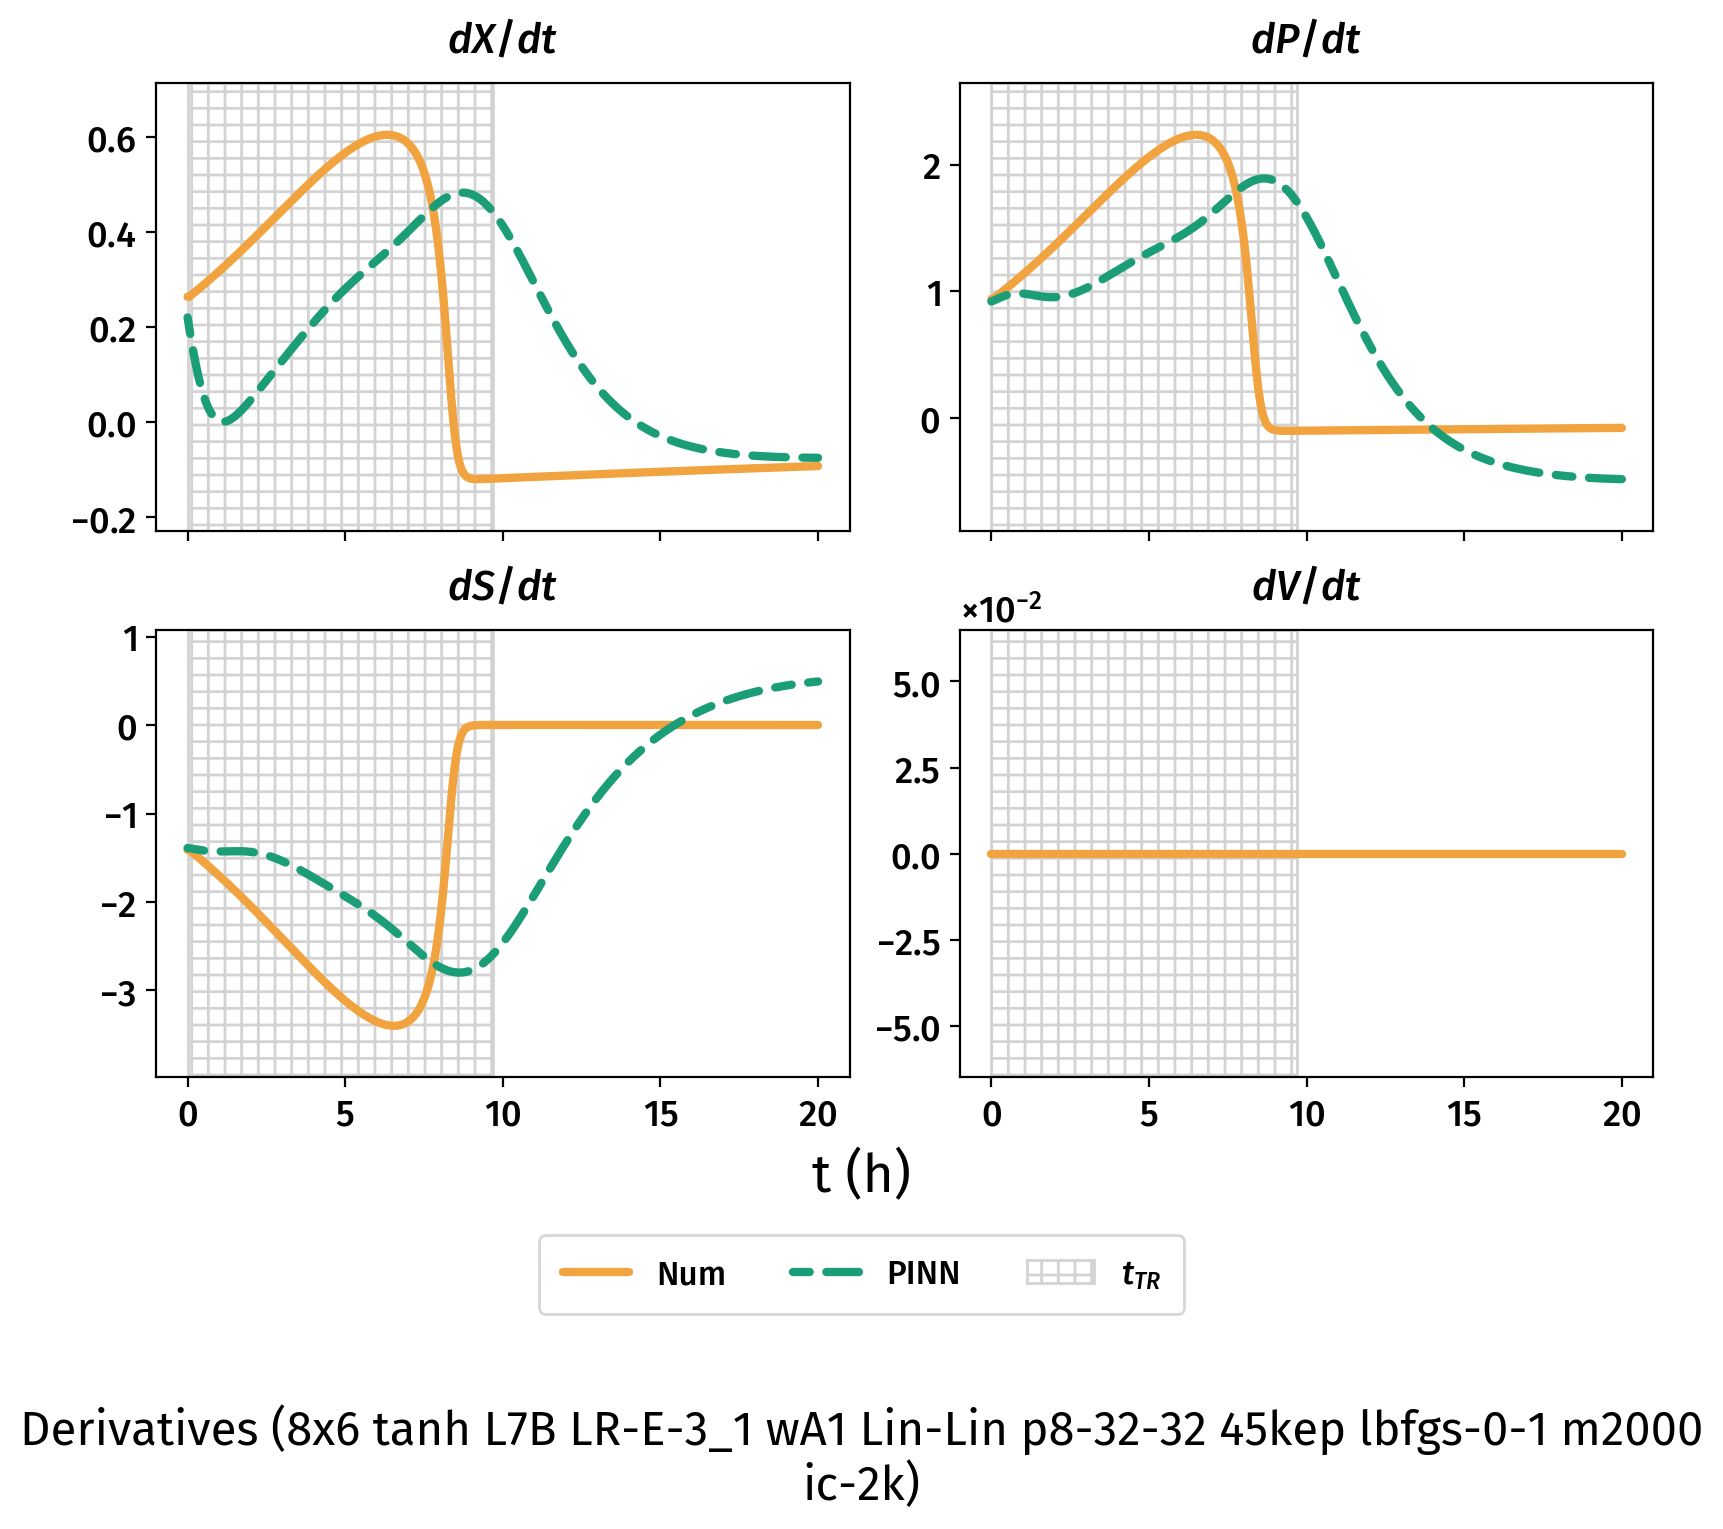 dX/dt
dP/dt
0.6
0.4
0.2
0.0
−0.2
2
1
0
dS/dt
dV/dt
×10⁻²
1
0
−1
−2
−3
5.0
2.5
0.0
−2.5
−5.0
0 5 10 15 20
0 5 10 15 20
t (h)
Num PINN t_TR
Derivatives (8x6 tanh L7B LR-E-3_1 wA1 Lin-Lin p8-32-32 45kep lbfgs-0-1 m2000
ic-2k)